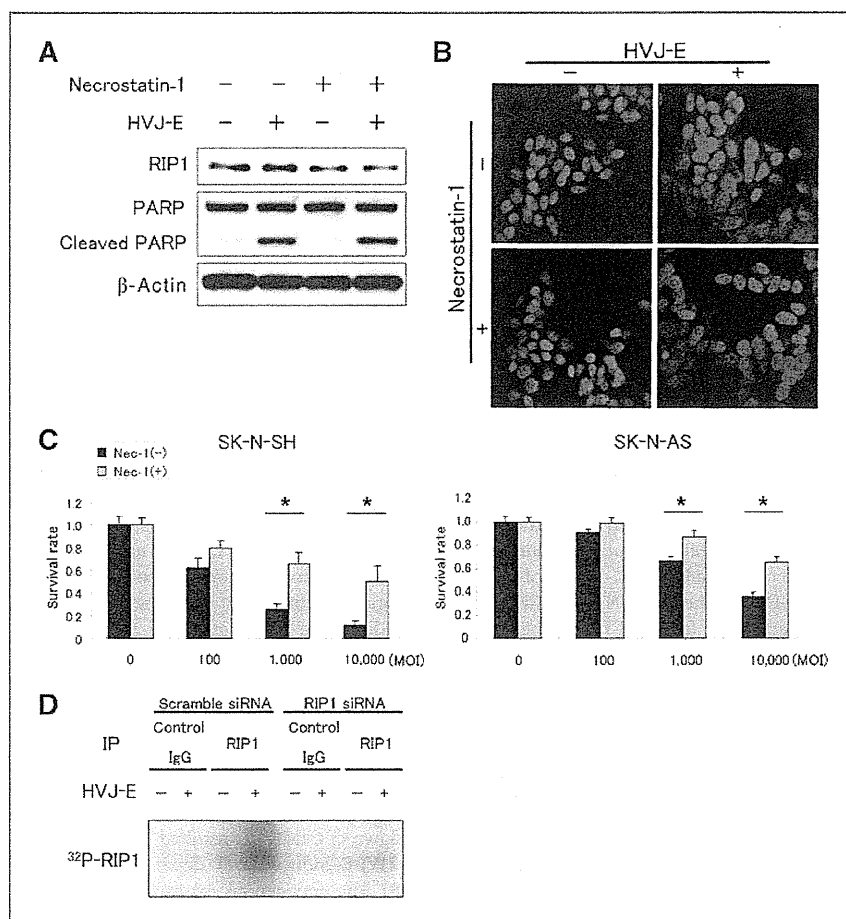 A
Necrostatin-1 − − + +
HVJ-E − + − +
RIP1
PARP
Cleaved PARP
β-Actin
B
HVJ-E
− +
Necrostatin-1
−
+
C
SK-N-SH
Nec-1(-)
Nec-1(+)
Survival rate
1.2
1.0
0.8
0.6
0.4
0.2
0
* *
0 100 1,000 10,000 (MOI)
SK-N-AS
Survival rate
1.2
1.0
0.8
0.6
0.4
0.2
0
* *
0 100 1,000 10,000 (MOI)
D
Scramble siRNA RIP1 siRNA
IP Control IgG RIP1 Control IgG RIP1
HVJ-E − + − + − + − +
³²P-RIP1